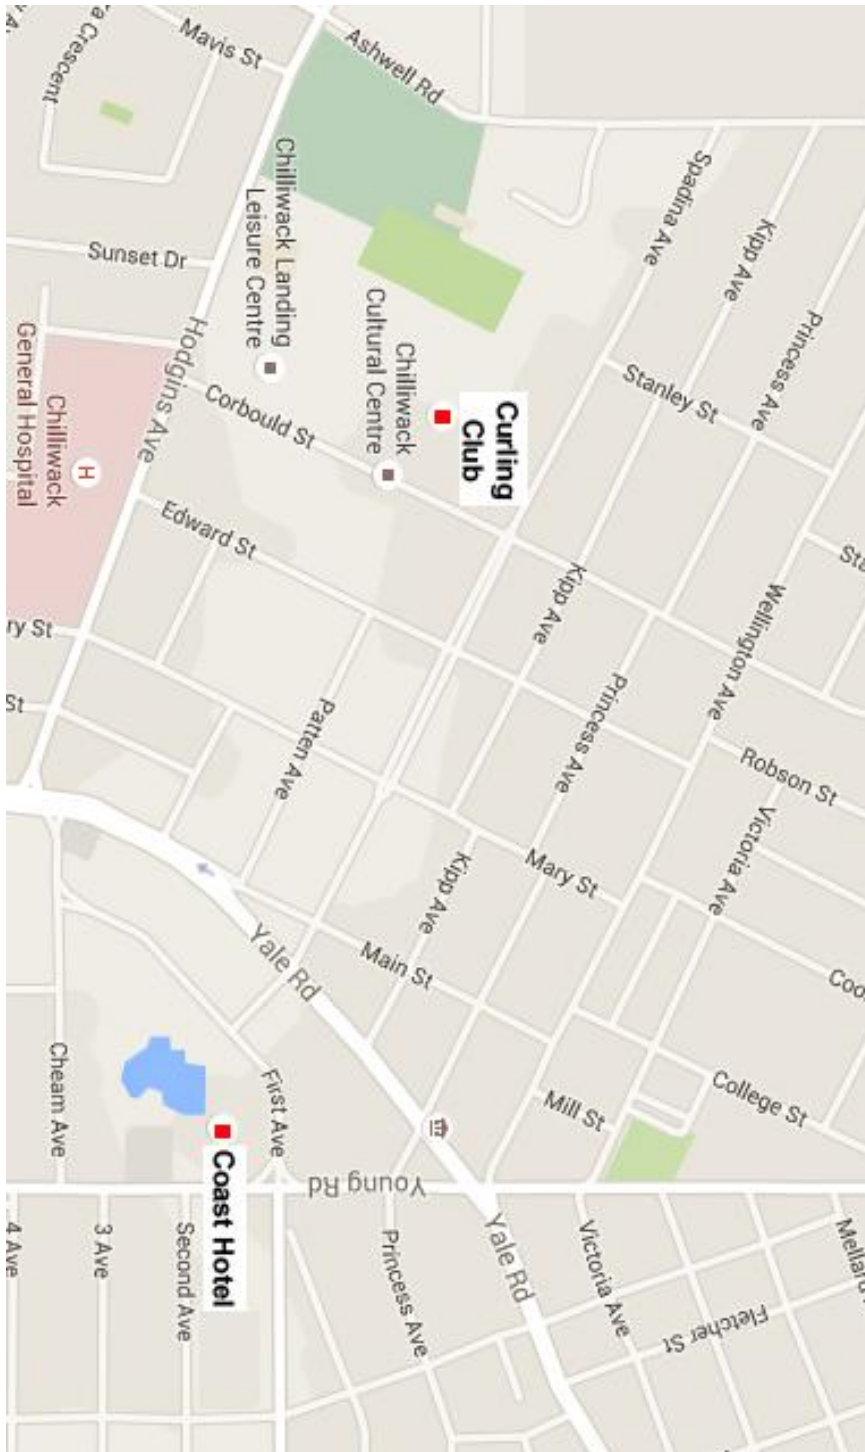 Mavis St
Crescent
Ashwell Rd
Chilliwack Landing
Leisure Centre
Sunset Dr
Spadina Ave
Kipp Ave
Princess Ave
Hodgins Ave
Corbould St
Chilliwack
Cultural Centre
Curling
Club
Stanley St
Chilliwack
General Hospital
H
Edward St
Kipp Ave
Wellington Ave
Princess Ave
Patten Ave
Robson St
Victoria Ave
Mary St
Kipp Ave
Main St
Yale Rd
College St
Mill St
First Ave
Cheam Ave
Coast Hotel
Young Rd
Yale Rd
Princess Ave
Victoria Ave
Fletcher St
Second Ave
3 Ave
4 Ave